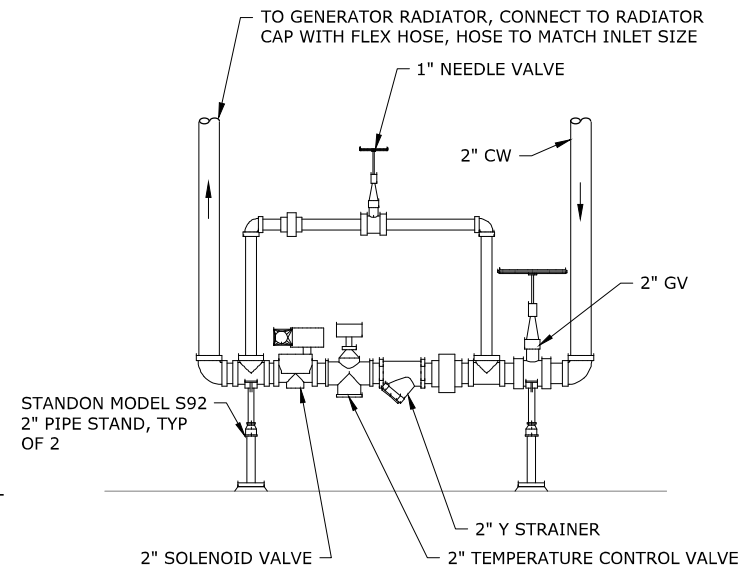 TO GENERATOR RADIATOR, CONNECT TO RADIATOR
CAP WITH FLEX HOSE, HOSE TO MATCH INLET SIZE
1" NEEDLE VALVE
2" CW
2" GV
STANDON MODEL S92
2" PIPE STAND, TYP
OF 2
2" Y STRAINER
2" SOLENOID VALVE
2" TEMPERATURE CONTROL VALVE